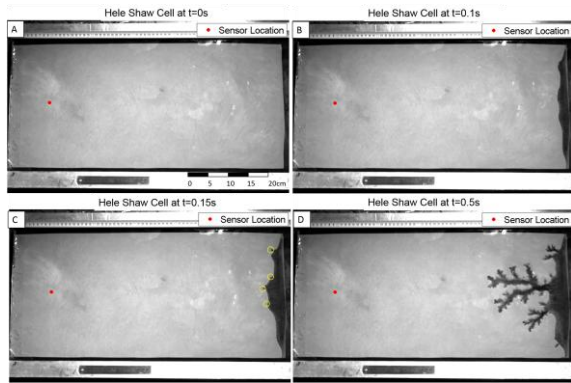 Hele Shaw Cell at t=0s
A
Sensor Location
0 5 10 15 20cm
Hele Shaw Cell at t=0.1s
B
Sensor Location
Hele Shaw Cell at t=0.15s
C
Sensor Location
Hele Shaw Cell at t=0.5s
D
Sensor Location